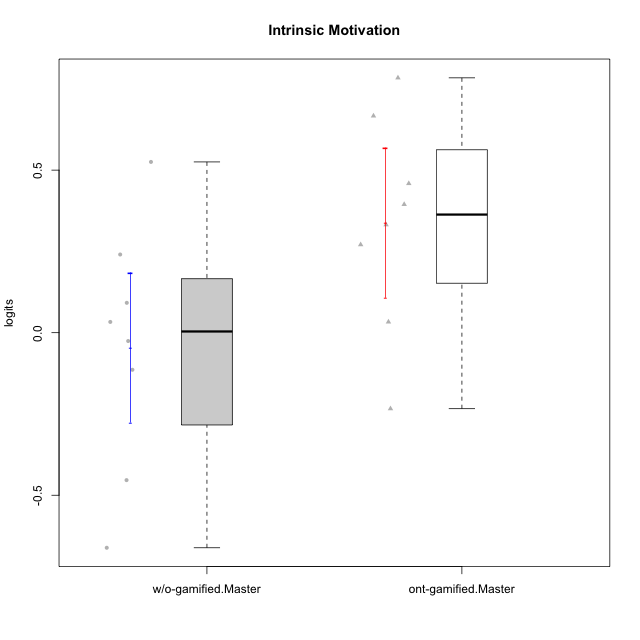 Intrinsic Motivation
logits
0.5
0.0
-0.5
w/o-gamified.Master
ont-gamified.Master